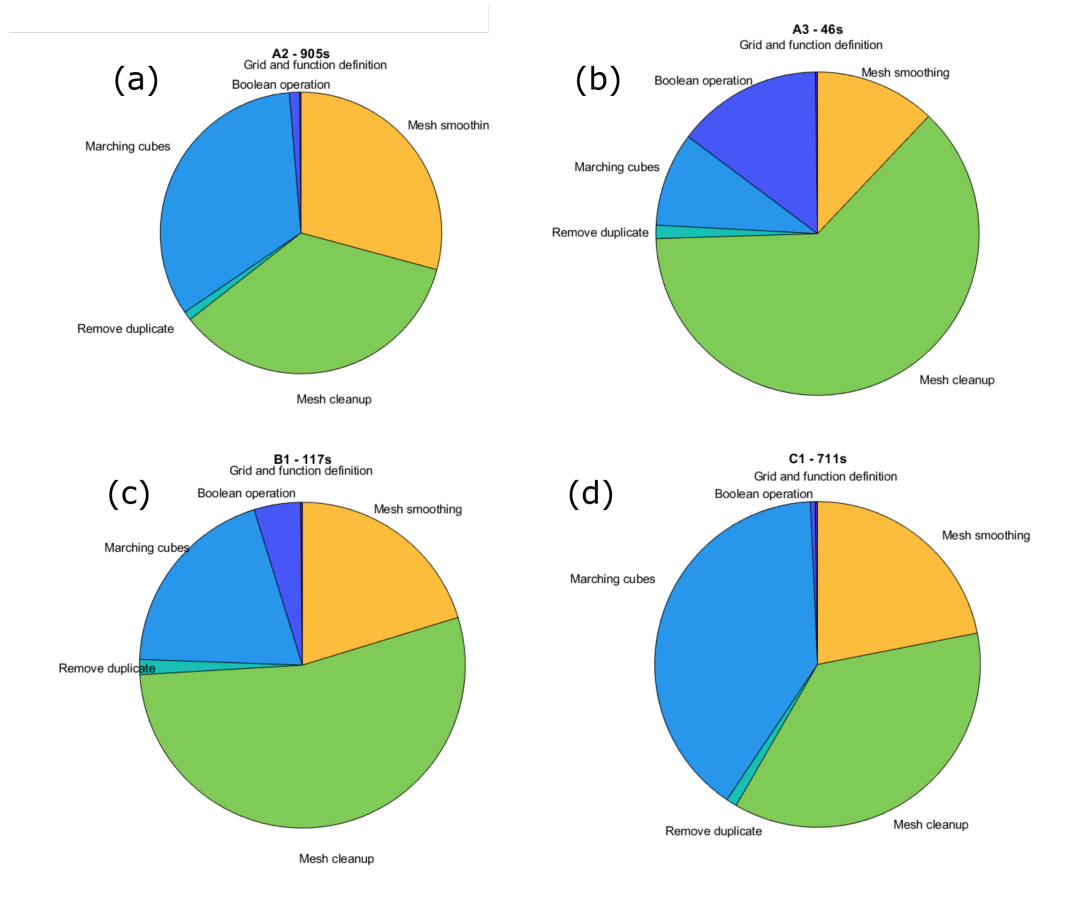 (a)
A2 - 905s
Grid and function definition
Boolean operation
Mesh smoothin
Marching cubes
Remove duplicate
Mesh cleanup
(b)
A3 - 46s
Grid and function definition
Boolean operation
Mesh smoothing
Marching cubes
Remove duplicate
Mesh cleanup
(c)
B1 - 117s
Grid and function definition
Boolean operation
Mesh smoothing
Marching cubes
Remove duplicate
Mesh cleanup
(d)
C1 - 711s
Grid and function definition
Boolean operation
Mesh smoothing
Marching cubes
Remove duplicate
Mesh cleanup